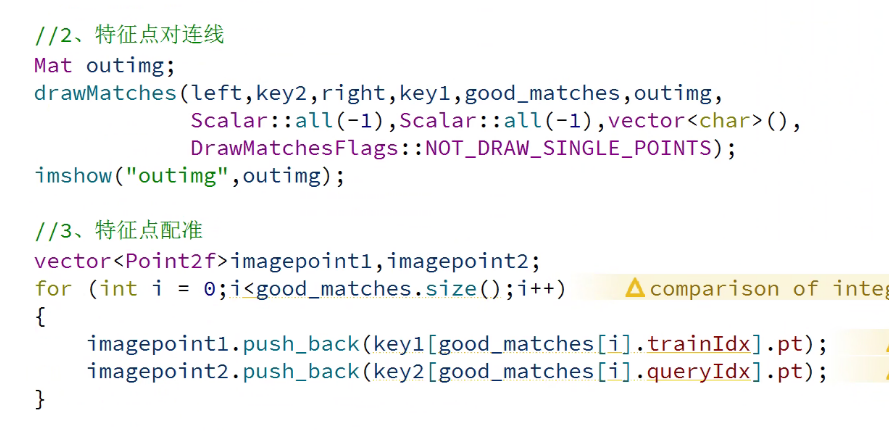 //2、特征点对连线
Mat outimg;
drawMatches(left,key2,right,key1,good_matches,outimg,
Scalar::all(-1),Scalar::all(-1),vector<char>(),
DrawMatchesFlags::NOT_DRAW_SINGLE_POINTS);
imshow("outimg",outimg);
//3、特征点配准
vector<Point2f>imagepoint1,imagepoint2;
for (int i = 0;i<good_matches.size();i++) comparison of
{
imagepoint1.push_back(key1[good_matches[i].trainIdx].pt);
imagepoint2.push_back(key2[good_matches[i].queryIdx].pt);
}